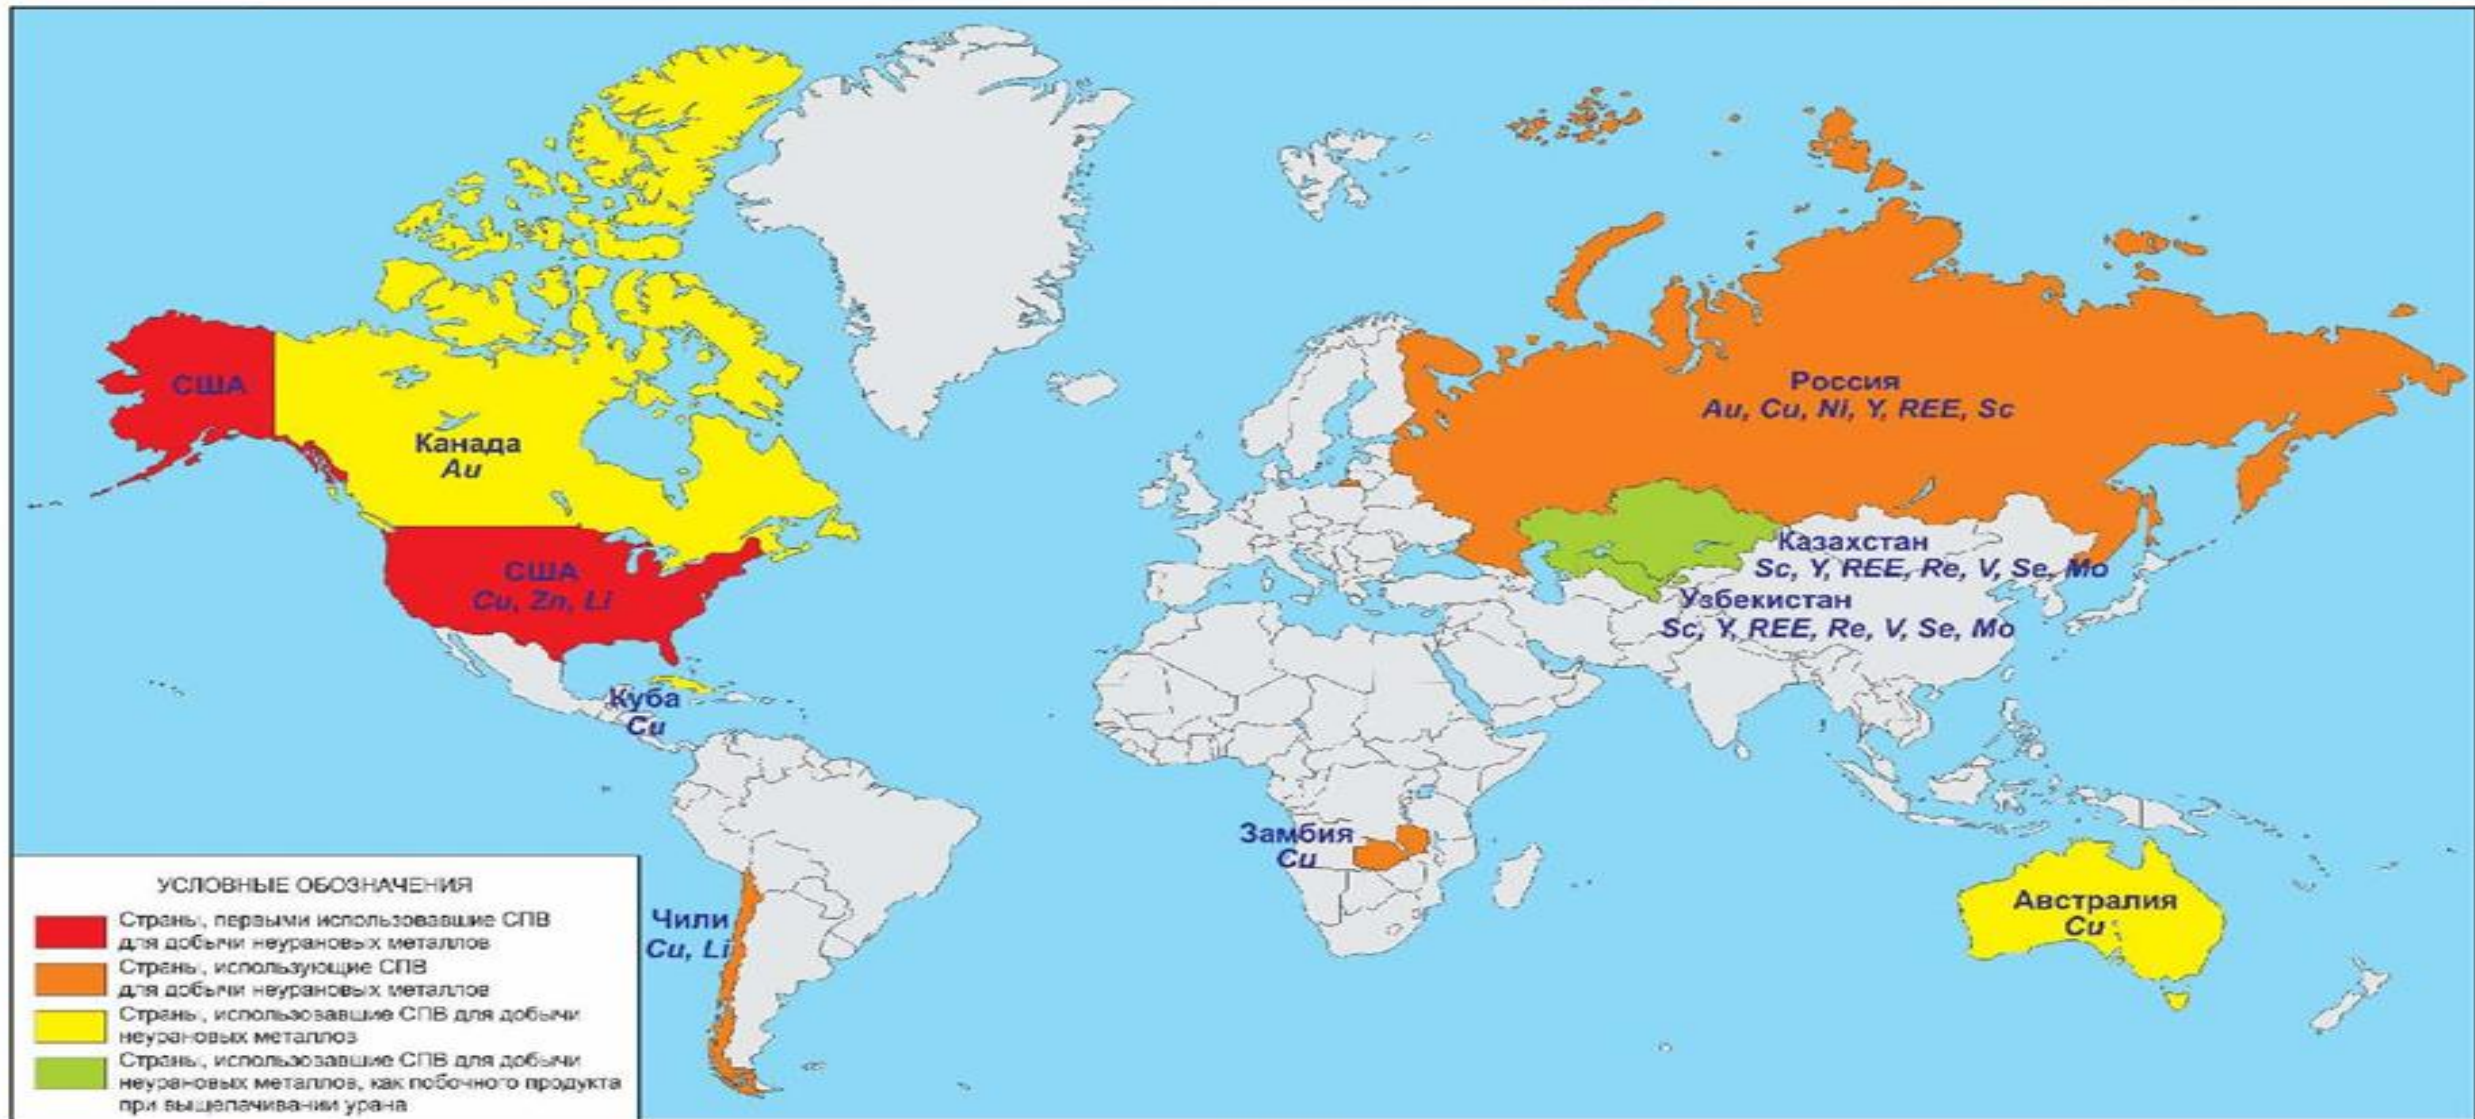 США
Канада
Au
США
Cu, Zn, Li
Куба
Cu
Чили
Cu, Li
Россия
Au, Cu, Ni, Y, REE, Sc
Казахстан
Sc, Y, REE, Re, V, Se, Mo
Узбекистан
Sc, Y, REE, Re, V, Se, Mo
Замбия
Cu
Австралия
Cu
УСЛОВНЫЕ ОБОЗНАЧЕНИЯ
Страны, первыми использовавшие СПВ
для добычи неурановых металлов
Страны, использующие СПВ
для добычи неурановых металлов
Страны, использовавшие СПВ для добычи
неурановых металлов
Страны, использовавшие СПВ для добычи
неурановых металлов, как побочного продукта
при выщелачивании урана